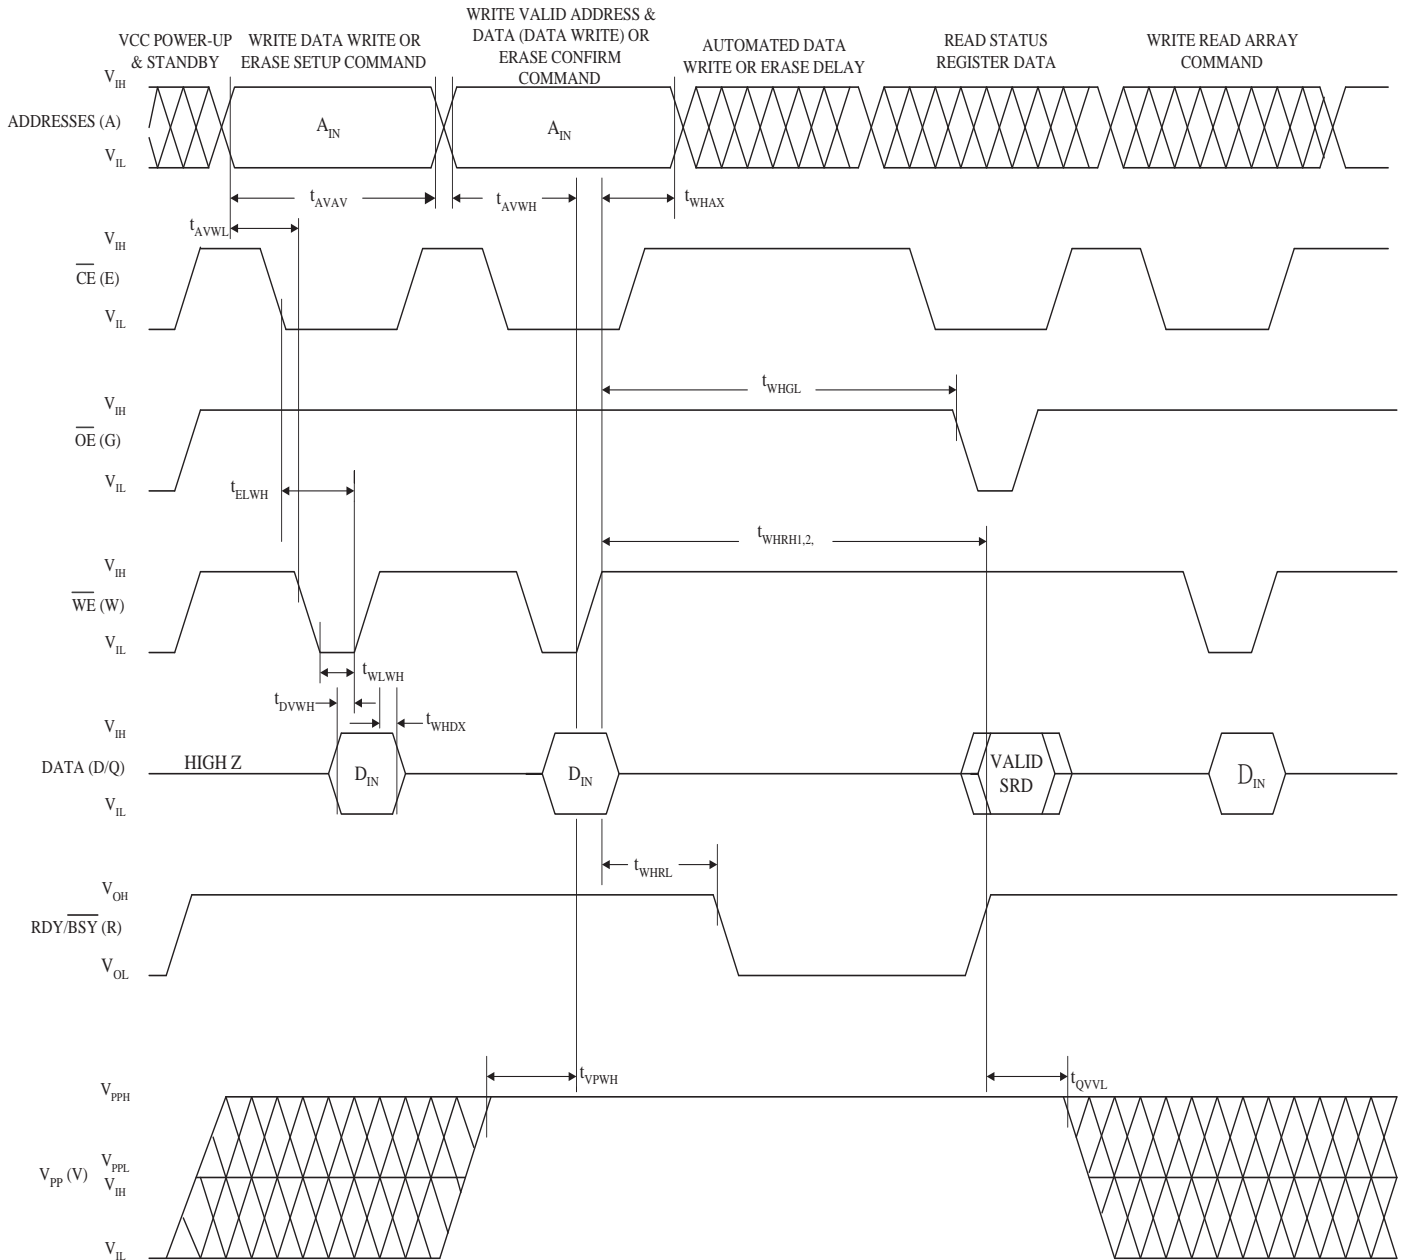 VCC POWER-UP
& STANDBY
WRITE DATA WRITE OR
ERASE SETUP COMMAND
WRITE VALID ADDRESS &
DATA (DATA WRITE) OR
ERASE CONFIRM
COMMAND
AUTOMATED DATA
WRITE OR ERASE DELAY
READ STATUS
REGISTER DATA
WRITE READ ARRAY
COMMAND
VIH
ADDRESSES (A)
AIN
AIN
VIL
tAVAV
tAVWH
tWHAX
tAVWL
VIH
CE (E)
VIL
tWHGL
VIH
OE (G)
VIL
tELWH
tWHRH1,2,
VIH
WE (W)
VIL
tWLWH
tDVWH
tWHDX
VIH
DATA (D/Q)
HIGH Z
DIN
DIN
VALID
SRD
DIN
VIL
tWHRL
VOH
RDY/BSY (R)
VOL
tVPWH
tQVVL
VPPH
VPP (V)
VPPL
VIH
VIL